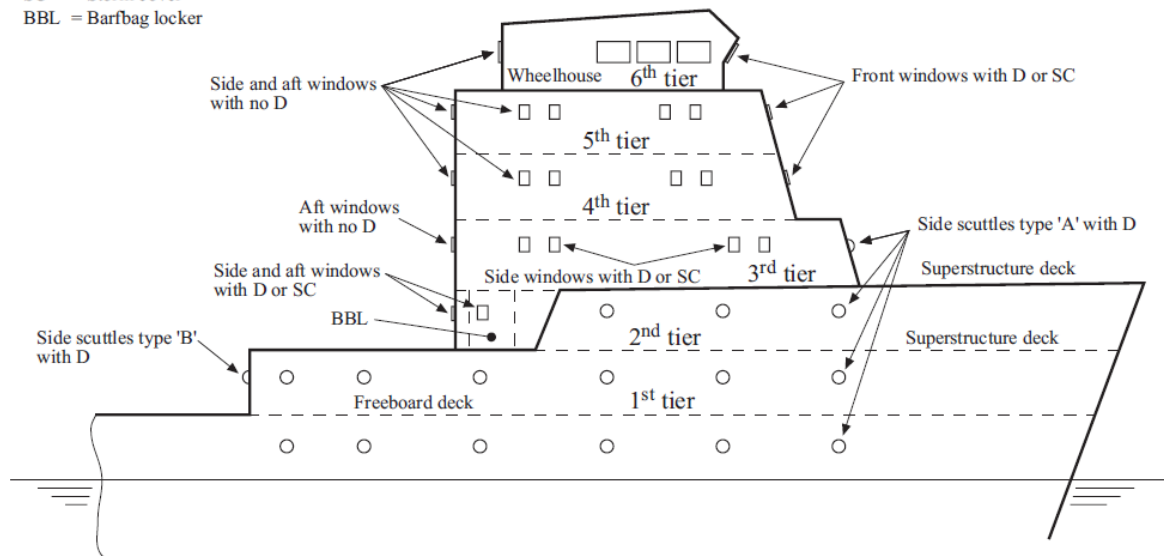 BBL = Barfbag locker
Wheelhouse
6th tier
Side and aft windows
with no D
Front windows with D or SC
5th tier
4th tier
Aft windows
with no D
Side scuttles type 'A' with D
Side windows with D or SC
3rd tier
Superstructure deck
Side and aft windows
with D or SC
BBL
2nd tier
Superstructure deck
Side scuttles type 'B'
with D
Freeboard deck
1st tier